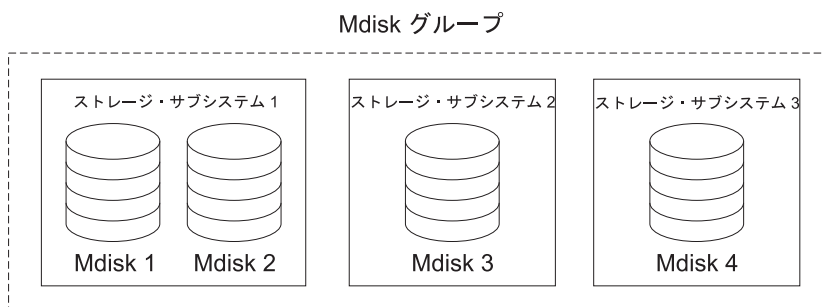 Mdisk グループ
ストレージ・サブシステム 1
ストレージ・サブシステム 2
ストレージ・サブシステム 3
Mdisk 1
Mdisk 2
Mdisk 3
Mdisk 4